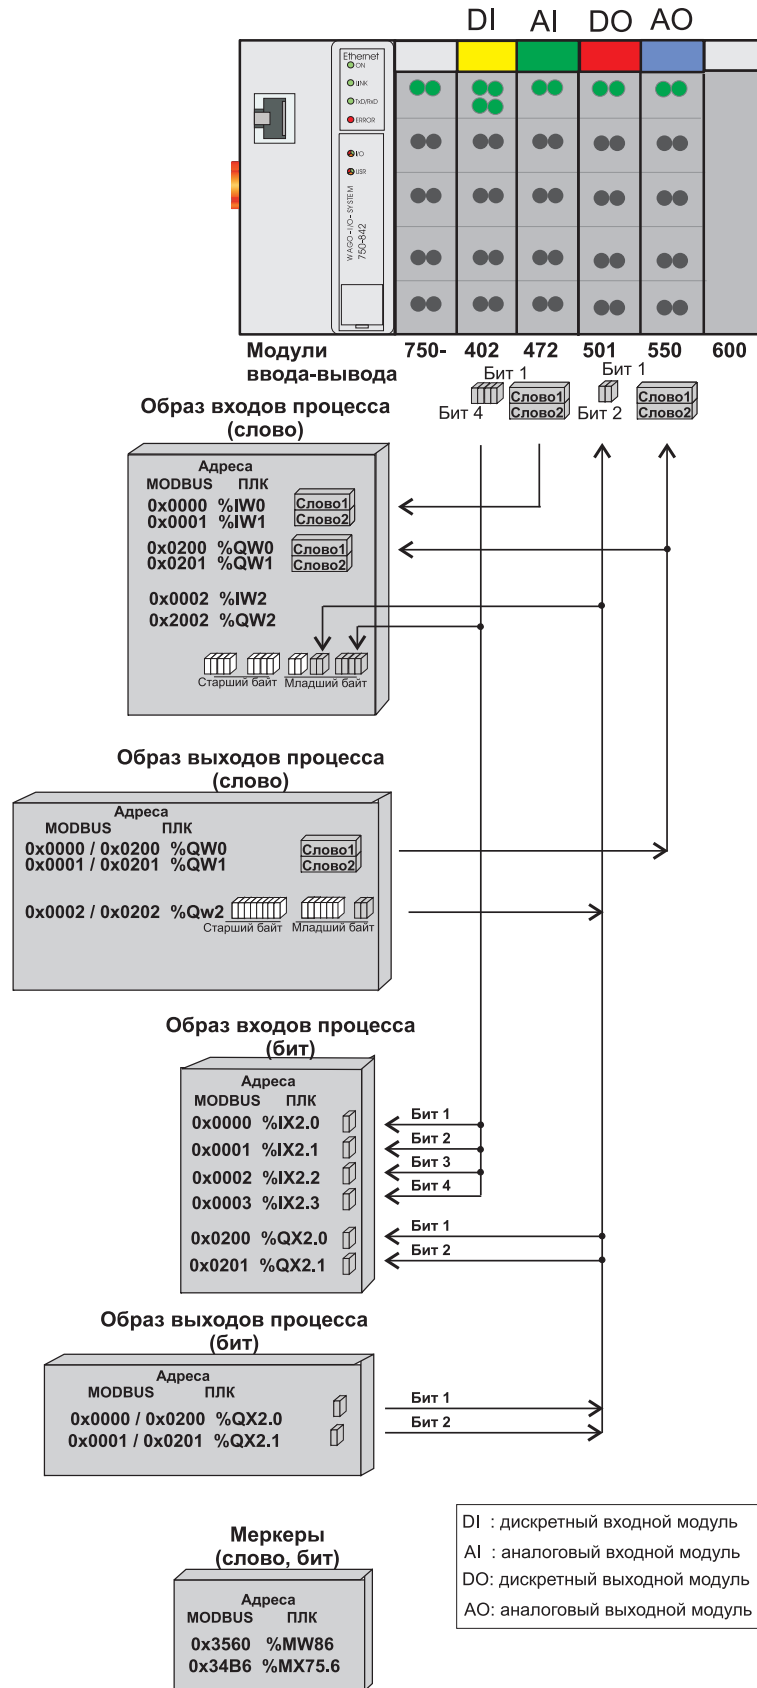 DI AI DO AO
Ethernet
ON
LINK
TxD/RxD
ERROR
I/O
USR
WAGO-I/O-SYSTEM
750-842
Модули 750- 402 472 501 550 600
ввода-вывода
Бит 1 Бит 1
Слово1 Слово1
Бит 4 Слово2 Бит 2 Слово2
Образ входов процесса
(слово)
Адреса
MODBUS ПЛК
0x0000 %IW0 Слово1
0x0001 %IW1 Слово2
0x0200 %QW0 Слово1
0x0201 %QW1 Слово2
0x0002 %IW2
0x2002 %QW2
Старший байт Младший байт
Образ выходов процесса
(слово)
Адреса
MODBUS ПЛК
0x0000 / 0x0200 %QW0 Слово1
0x0001 / 0x0201 %QW1 Слово2
0x0002 / 0x0202 %Qw2
Старший байт Младший байт
Образ входов процесса
(бит)
Адреса
MODBUS ПЛК
0x0000 %IX2.0 Бит 1
0x0001 %IX2.1 Бит 2
0x0002 %IX2.2 Бит 3
0x0003 %IX2.3 Бит 4
0x0200 %QX2.0 Бит 1
0x0201 %QX2.1 Бит 2
Образ выходов процесса
(бит)
Адреса
MODBUS ПЛК
0x0000 / 0x0200 %QX2.0 Бит 1
0x0001 / 0x0201 %QX2.1 Бит 2
Меркеры
(слово, бит)
Адреса
MODBUS ПЛК
0x3560 %MW86
0x34B6 %MX75.6
DI : дискретный входной модуль
AI : аналоговый входной модуль
DO: дискретный выходной модуль
AO: аналоговый выходной модуль